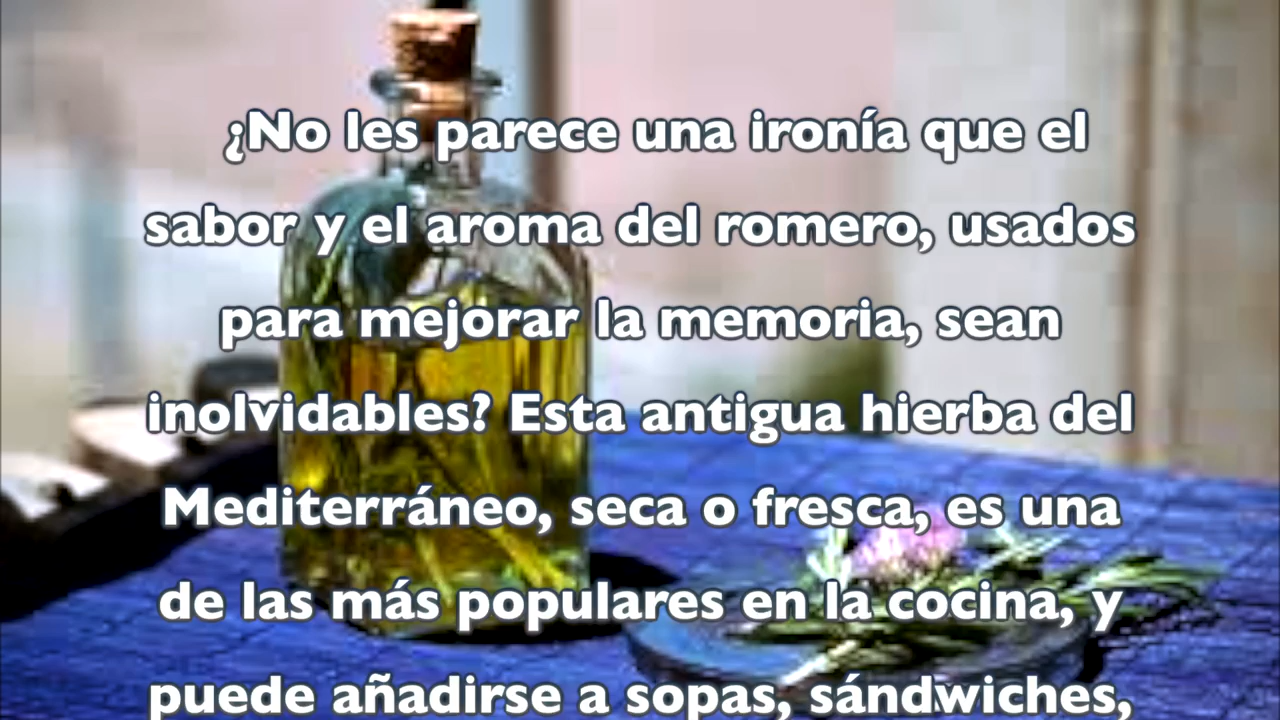 ¿No les parece una ironía que el
sabor y el aroma del romero, usados
para mejorar la memoria, sean
inolvidables? Esta antigua hierba del
Mediterráneo, seca o fresca, es una
de las más populares en la cocina, y
puede añadirse a sopas, sándwiches,